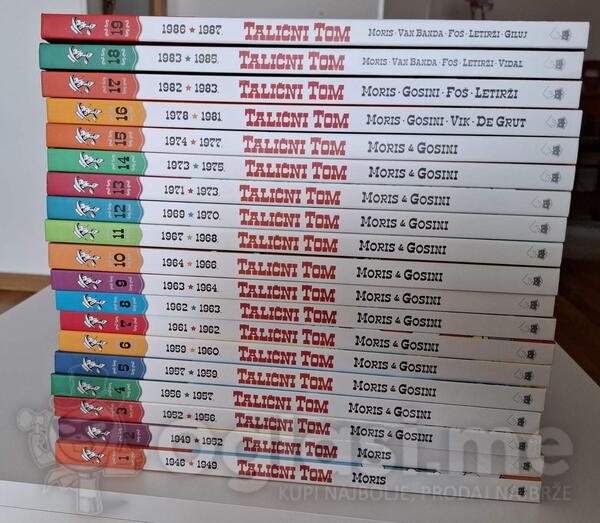 19 1986 ★ 1987. TALIČNI TOM MORIS · VAN BANDA · FOŠ · LETIRŽI · GILUJ
18 1983 ★ 1985. TALIČNI TOM MORIS · VAN BANDA · FOŠ · LETIRŽI · VIDAL
17 1982 ★ 1983. TALIČNI TOM MORIS · GOSINI · FOŠ · LETIRŽI
16 1978 ★ 1981 TALIČNI TOM MORIS · GOSINI · VIK · DE GRUT
15 1974 ★ 1977. TALIČNI TOM MORIS & GOSINI
14 1973 ★ 1975. TALIČNI TOM MORIS & GOSINI
13 1971 ★ 1973. TALIČNI TOM MORIS & GOSINI
12 1969 ★ 1970. TALIČNI TOM MORIS & GOSINI
11 1967 ★ 1968. TALIČNI TOM MORIS & GOSINI
10 1964 ★ 1966. TALIČNI TOM MORIS & GOSINI
9 1963 ★ 1964. TALIČNI TOM MORIS & GOSINI
8 1962 ★ 1963. TALIČNI TOM MORIS & GOSINI
7 1961 ★ 1962. TALIČNI TOM MORIS & GOSINI
6 1959 ★ 1960. TALIČNI TOM MORIS & GOSINI
5 1957 ★ 1959. TALIČNI TOM MORIS & GOSINI
4 1956 ★ 1957. TALIČNI TOM MORIS & GOSINI
3 1952 ★ 1956. TALIČNI TOM MORIS & GOSINI
2 1949 ★ 1952 TALIČNI TOM MORIS
1 1946 ★ 1949 TALIČNI TOM MORIS
Oglasi.me
KUPI NAJBOLJE, PRODAJ NAJBRŽE